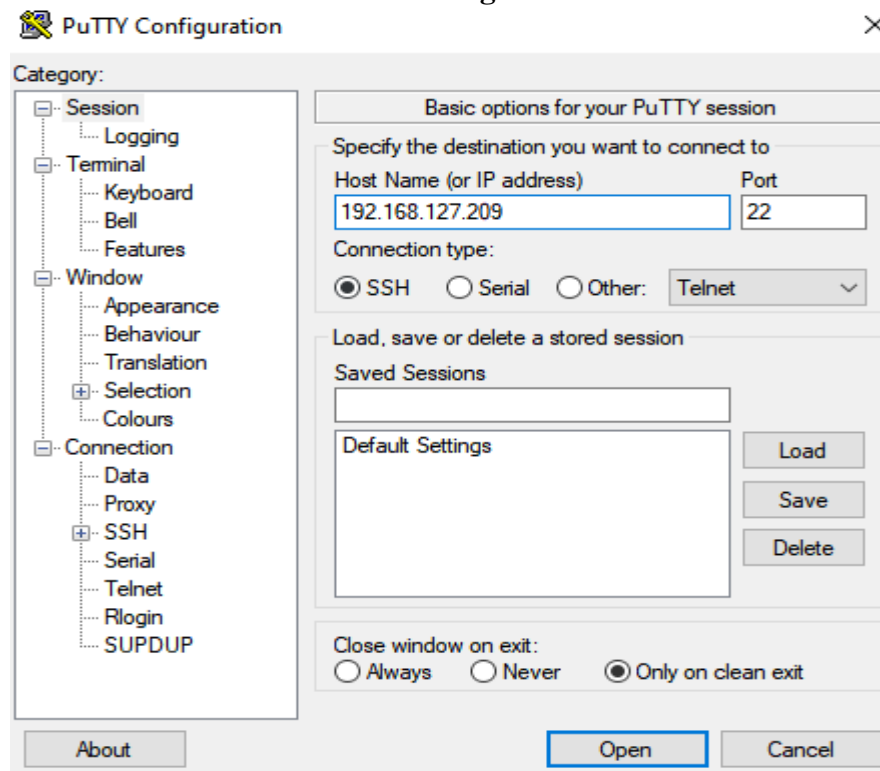 PuTTY Configuration
Category:
Session
Logging
Terminal
Keyboard
Bell
Features
Window
Appearance
Behaviour
Translation
Selection
Colours
Connection
Data
Proxy
SSH
Serial
Telnet
Rlogin
SUPDUP
Basic options for your PuTTY session
Specify the destination you want to connect to
Host Name (or IP address) Port
192.168.127.209 22
Connection type:
SSH Serial Other: Telnet
Load, save or delete a stored session
Saved Sessions
Default Settings
Load
Save
Delete
Close window on exit:
Always Never Only on clean exit
About Open Cancel